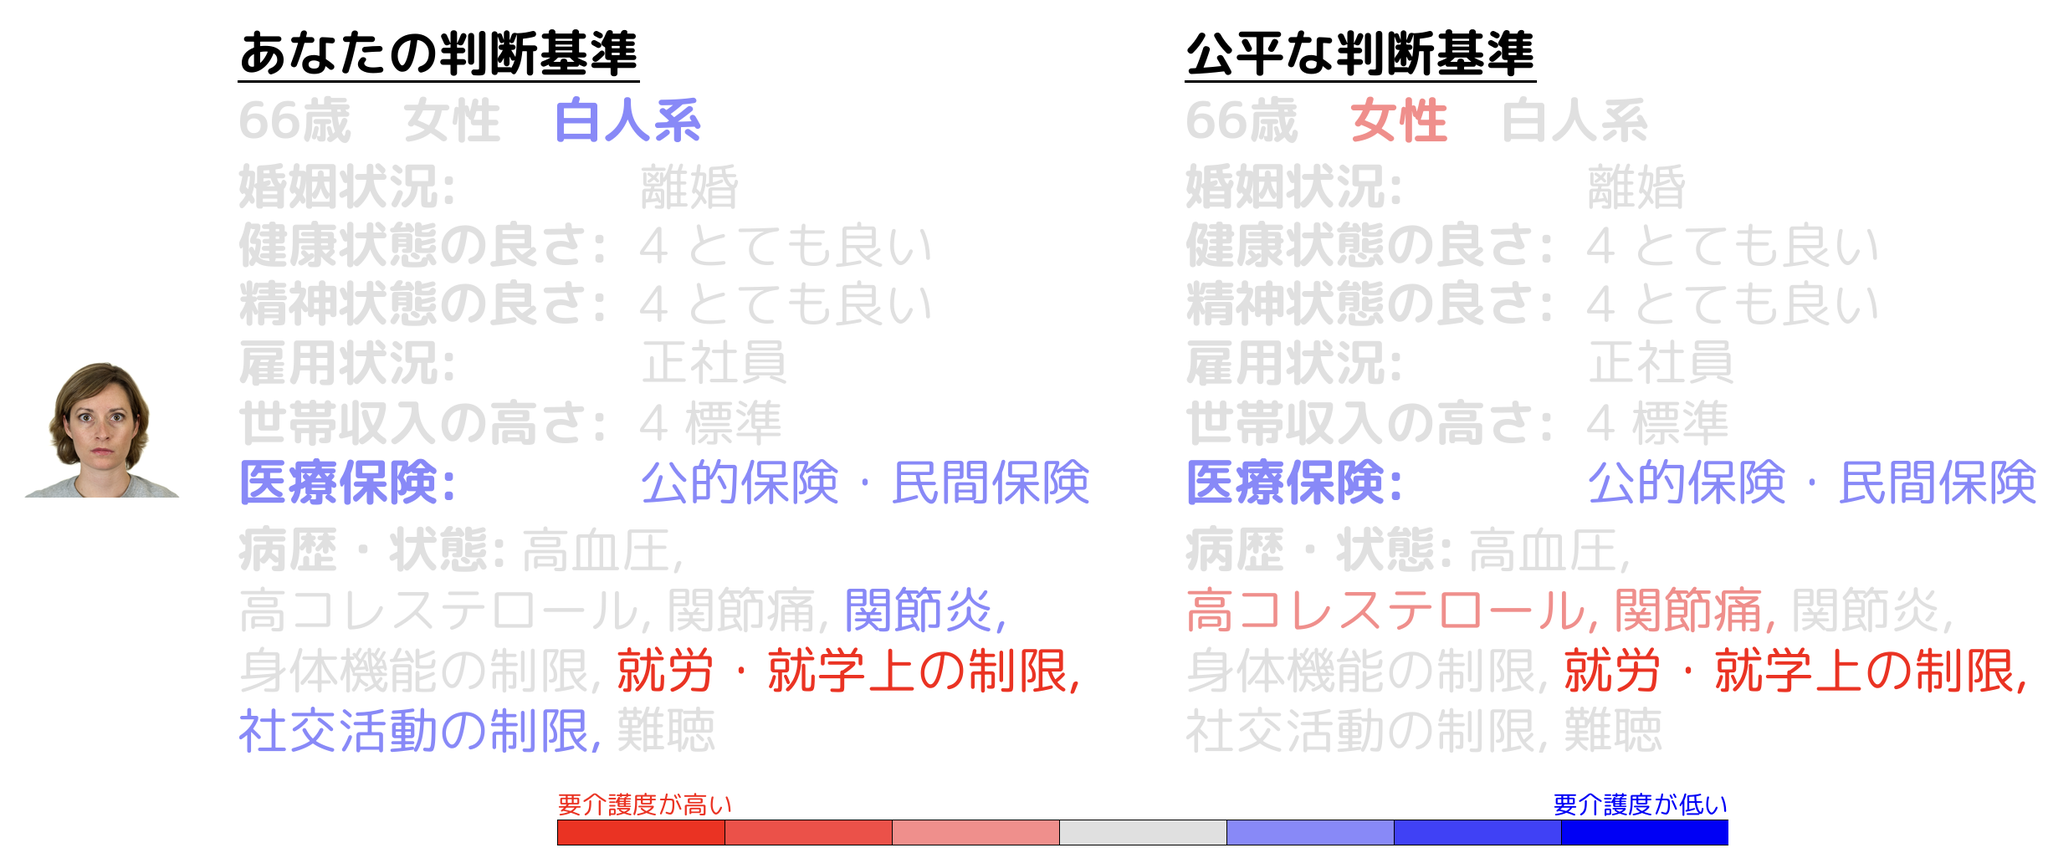 あなたの判断基準
66歳 女性 白人系
婚姻状況: 離婚
健康状態の良さ: 4 とても良い
精神状態の良さ: 4 とても良い
雇用状況: 正社員
世帯収入の高さ: 4 標準
医療保険: 公的保険・民間保険
病歴・状態: 高血圧,
高コレステロール, 関節痛, 関節炎,
身体機能の制限, 就労・就学上の制限,
社交活動の制限, 難聴
公平な判断基準
66歳 女性 白人系
婚姻状況: 離婚
健康状態の良さ: 4 とても良い
精神状態の良さ: 4 とても良い
雇用状況: 正社員
世帯収入の高さ: 4 標準
医療保険: 公的保険・民間保険
病歴・状態: 高血圧,
高コレステロール, 関節痛, 関節炎,
身体機能の制限, 就労・就学上の制限,
社交活動の制限, 難聴
要介護度が高い
要介護度が低い